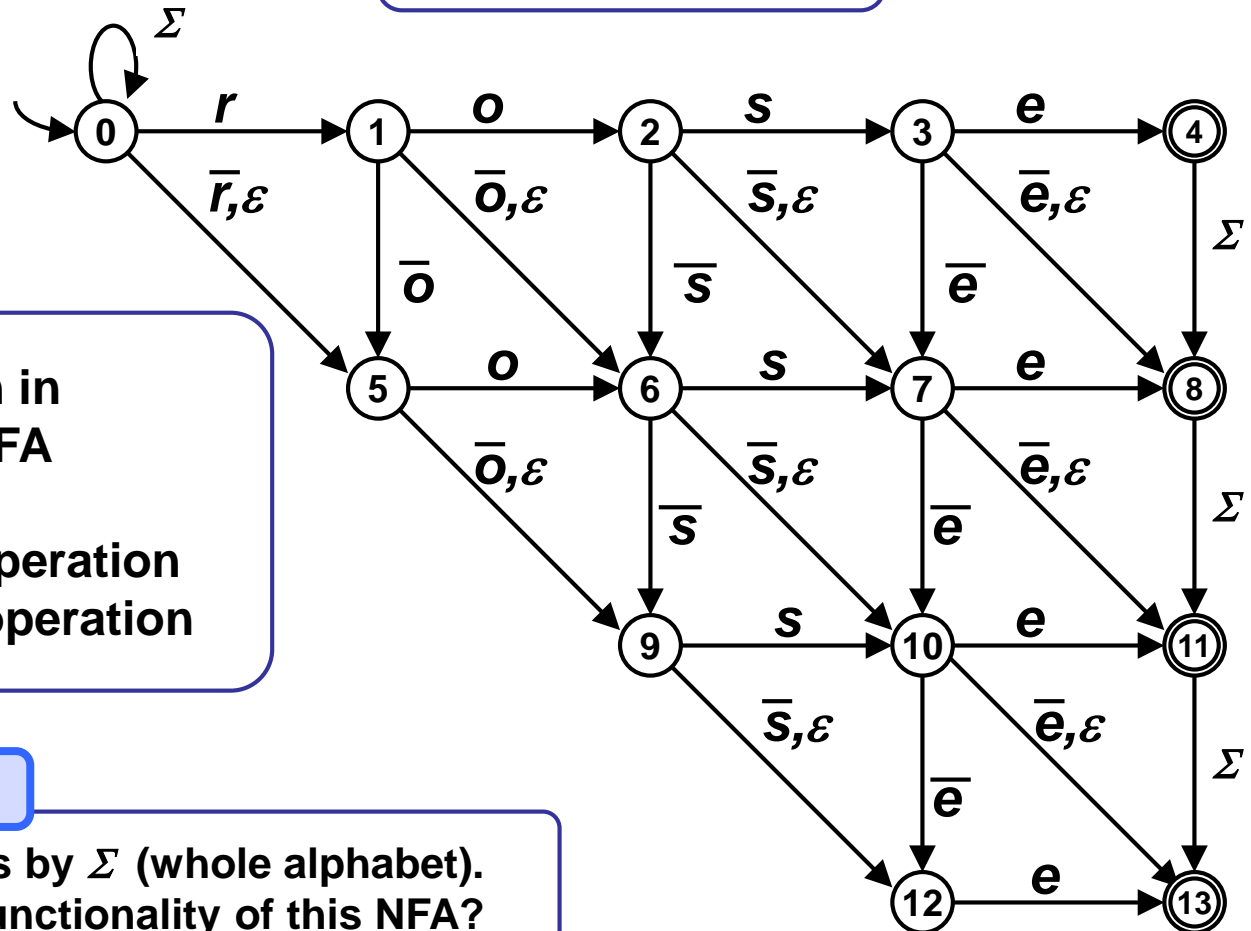 Σ
r o s e
0 1 2 3 4
r̅,ε o̅,ε s̅,ε e̅,ε
o̅ s̅ e̅ Σ
o s e
5 6 7 8
o̅,ε s̅,ε e̅,ε
s̅ e̅ Σ
s e
9 10 11
s̅,ε e̅,ε
e̅ Σ
e
12 13
in
FA
peration
operation
s by Σ (whole alphabet).
unctionality of this NFA?